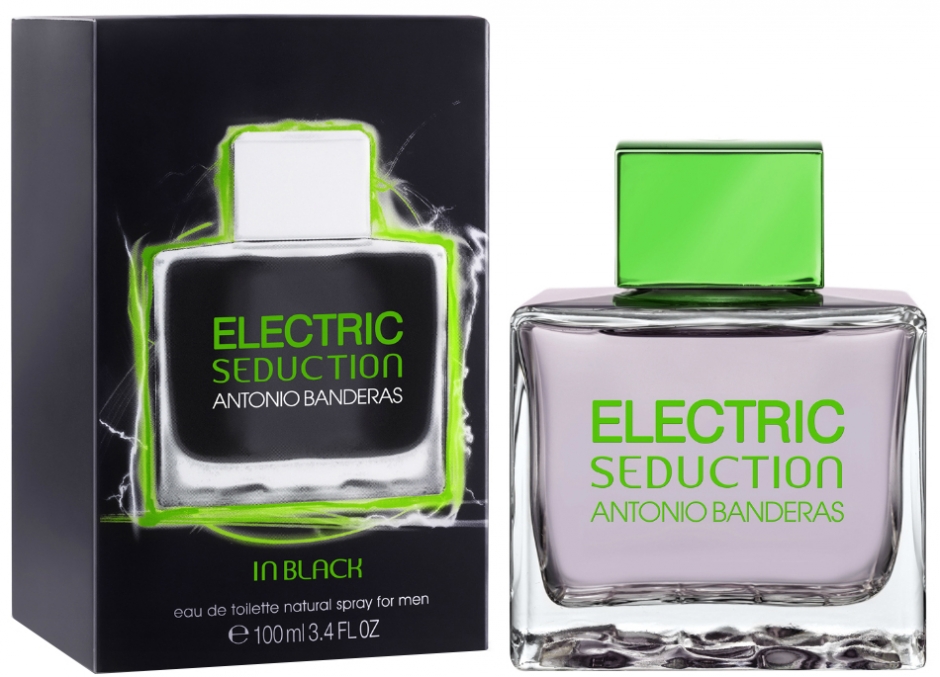 ELECTRIC
SEDUCTION
ANTONIO BANDERAS
IN BLACK
eau de toilette natural spray for men
℮ 100 ml 3.4 FL OZ
ELECTRIC
SEDUCTION
ANTONIO BANDERAS